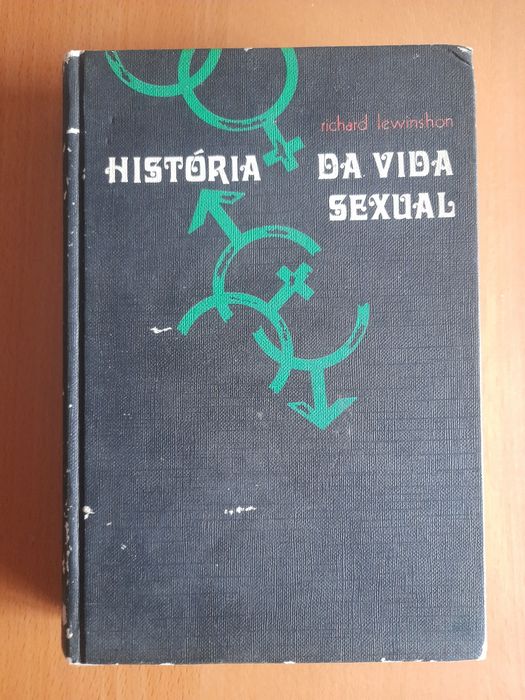 richard lewinshon
HISTÓRIA DA VIDA
SEXUAL